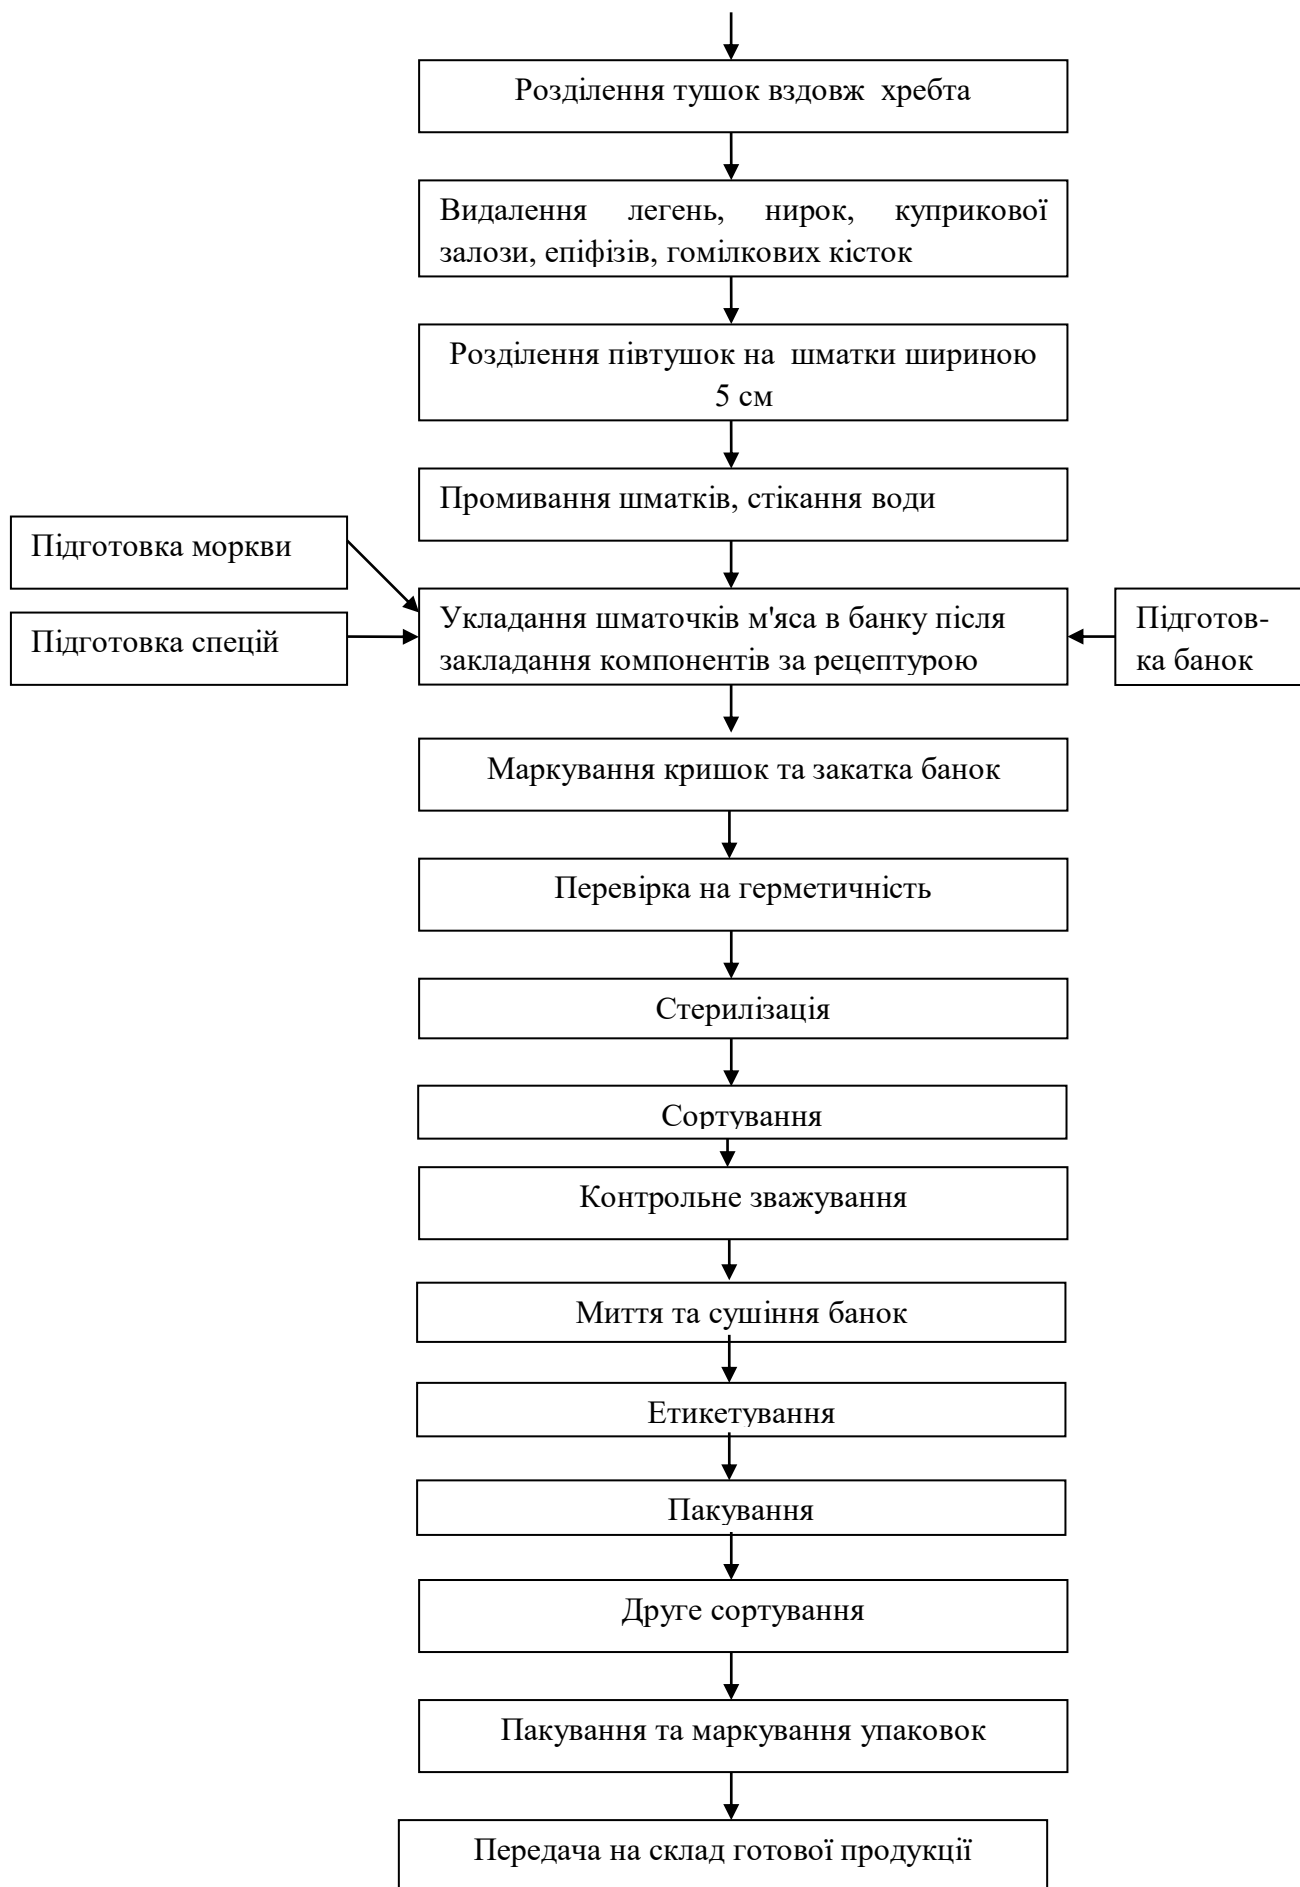 Розділення тушок вздовж хребта
Видалення легень, нирок, куприкової
залози, епіфізів, гомілкових кісток
Розділення півтушок на шматки шириною
5 см
Промивання шматків, стікання води
Підготовка моркви
Підготовка спецій
Укладання шматочків м'яса в банку після
закладання компонентів за рецептурою
Підготов-
ка банок
Маркування кришок та закатка банок
Перевірка на герметичність
Стерилізація
Сортування
Контрольне зважування
Миття та сушіння банок
Етикетування
Пакування
Друге сортування
Пакування та маркування упаковок
Передача на склад готової продукції